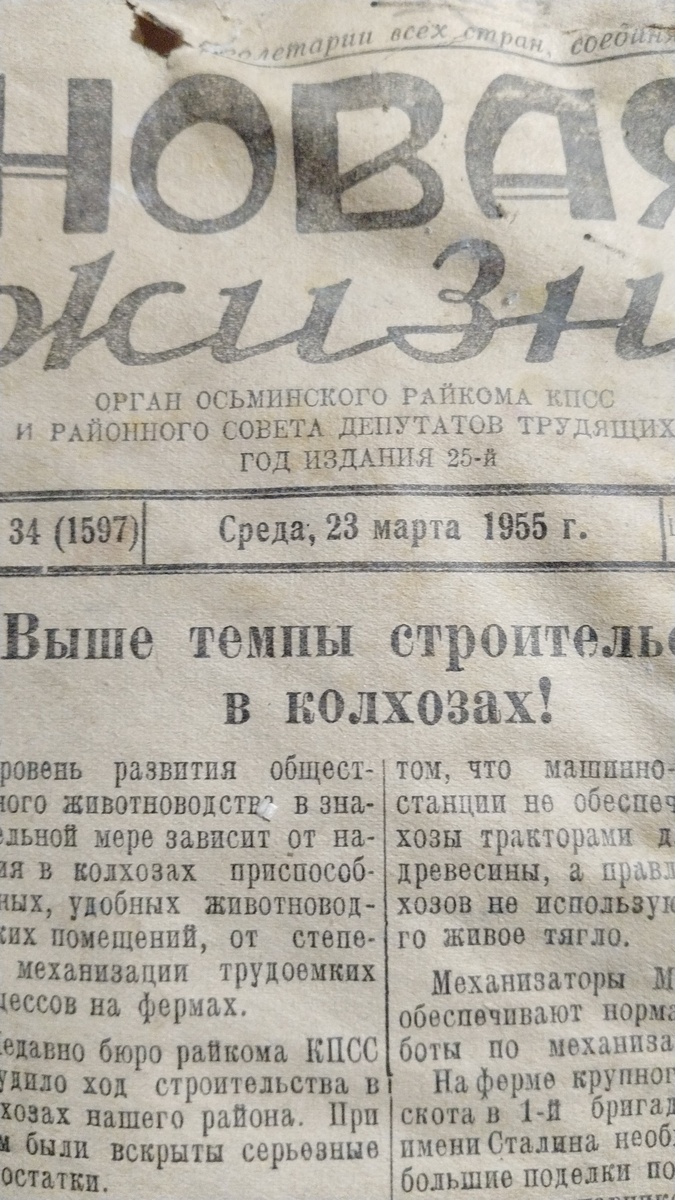 Пролетарии всех стран, соединя
НОВАЯ
жизн
ОРГАН ОСЬМИНСКОГО РАЙКОМА КПСС
И РАЙОННОГО СОВЕТА ДЕПУТАТОВ ТРУДЯЩИХ
ГОД ИЗДАНИЯ 25-й
34 (1597)
Среда, 23 марта 1955 г.
Выше темпы строительс
в колхозах!
ровень развития общест-
ного животноводства в зна-
ельной мере зависит от на-
ия в колхозах приспособ-
ных, удобных животновод-
ких помещений, от степе-
механизации трудоемких
цессов на фермах.
едавно бюро райкома КПСС
удило ход строительства в
хозах нашего района. При
м были вскрыты серьезные
остатки.
том, что машинно-
станции не обеспеч
хозы тракторами д
древесины, а правл
хозов не использую
го живое тягло.
Механизаторы М
обеспечивают норма
боты по механиза
На ферме крупног
скота в 1-й бригад
имени Сталина необ
большие поделки по